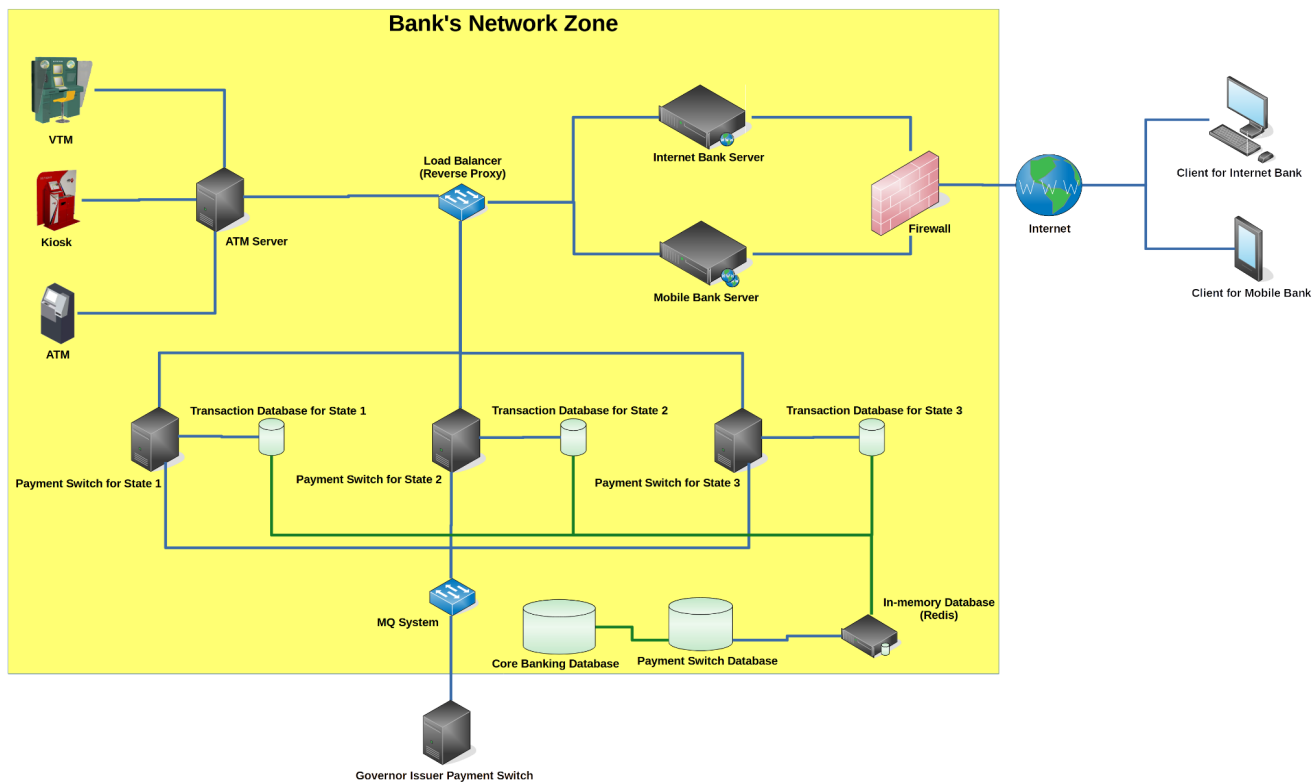 Bank's Network Zone
VTM
Kiosk
ATM
ATM Server
Load Balancer
(Reverse Proxy)
Internet Bank Server
Mobile Bank Server
Firewall
W W W
Internet
Client for Internet Bank
Client for Mobile Bank
Transaction Database for State 1
Transaction Database for State 2
Transaction Database for State 3
Payment Switch for State 1
Payment Switch for State 2
Payment Switch for State 3
MQ System
Core Banking Database
Payment Switch Database
In-memory Database
(Redis)
Governor Issuer Payment Switch